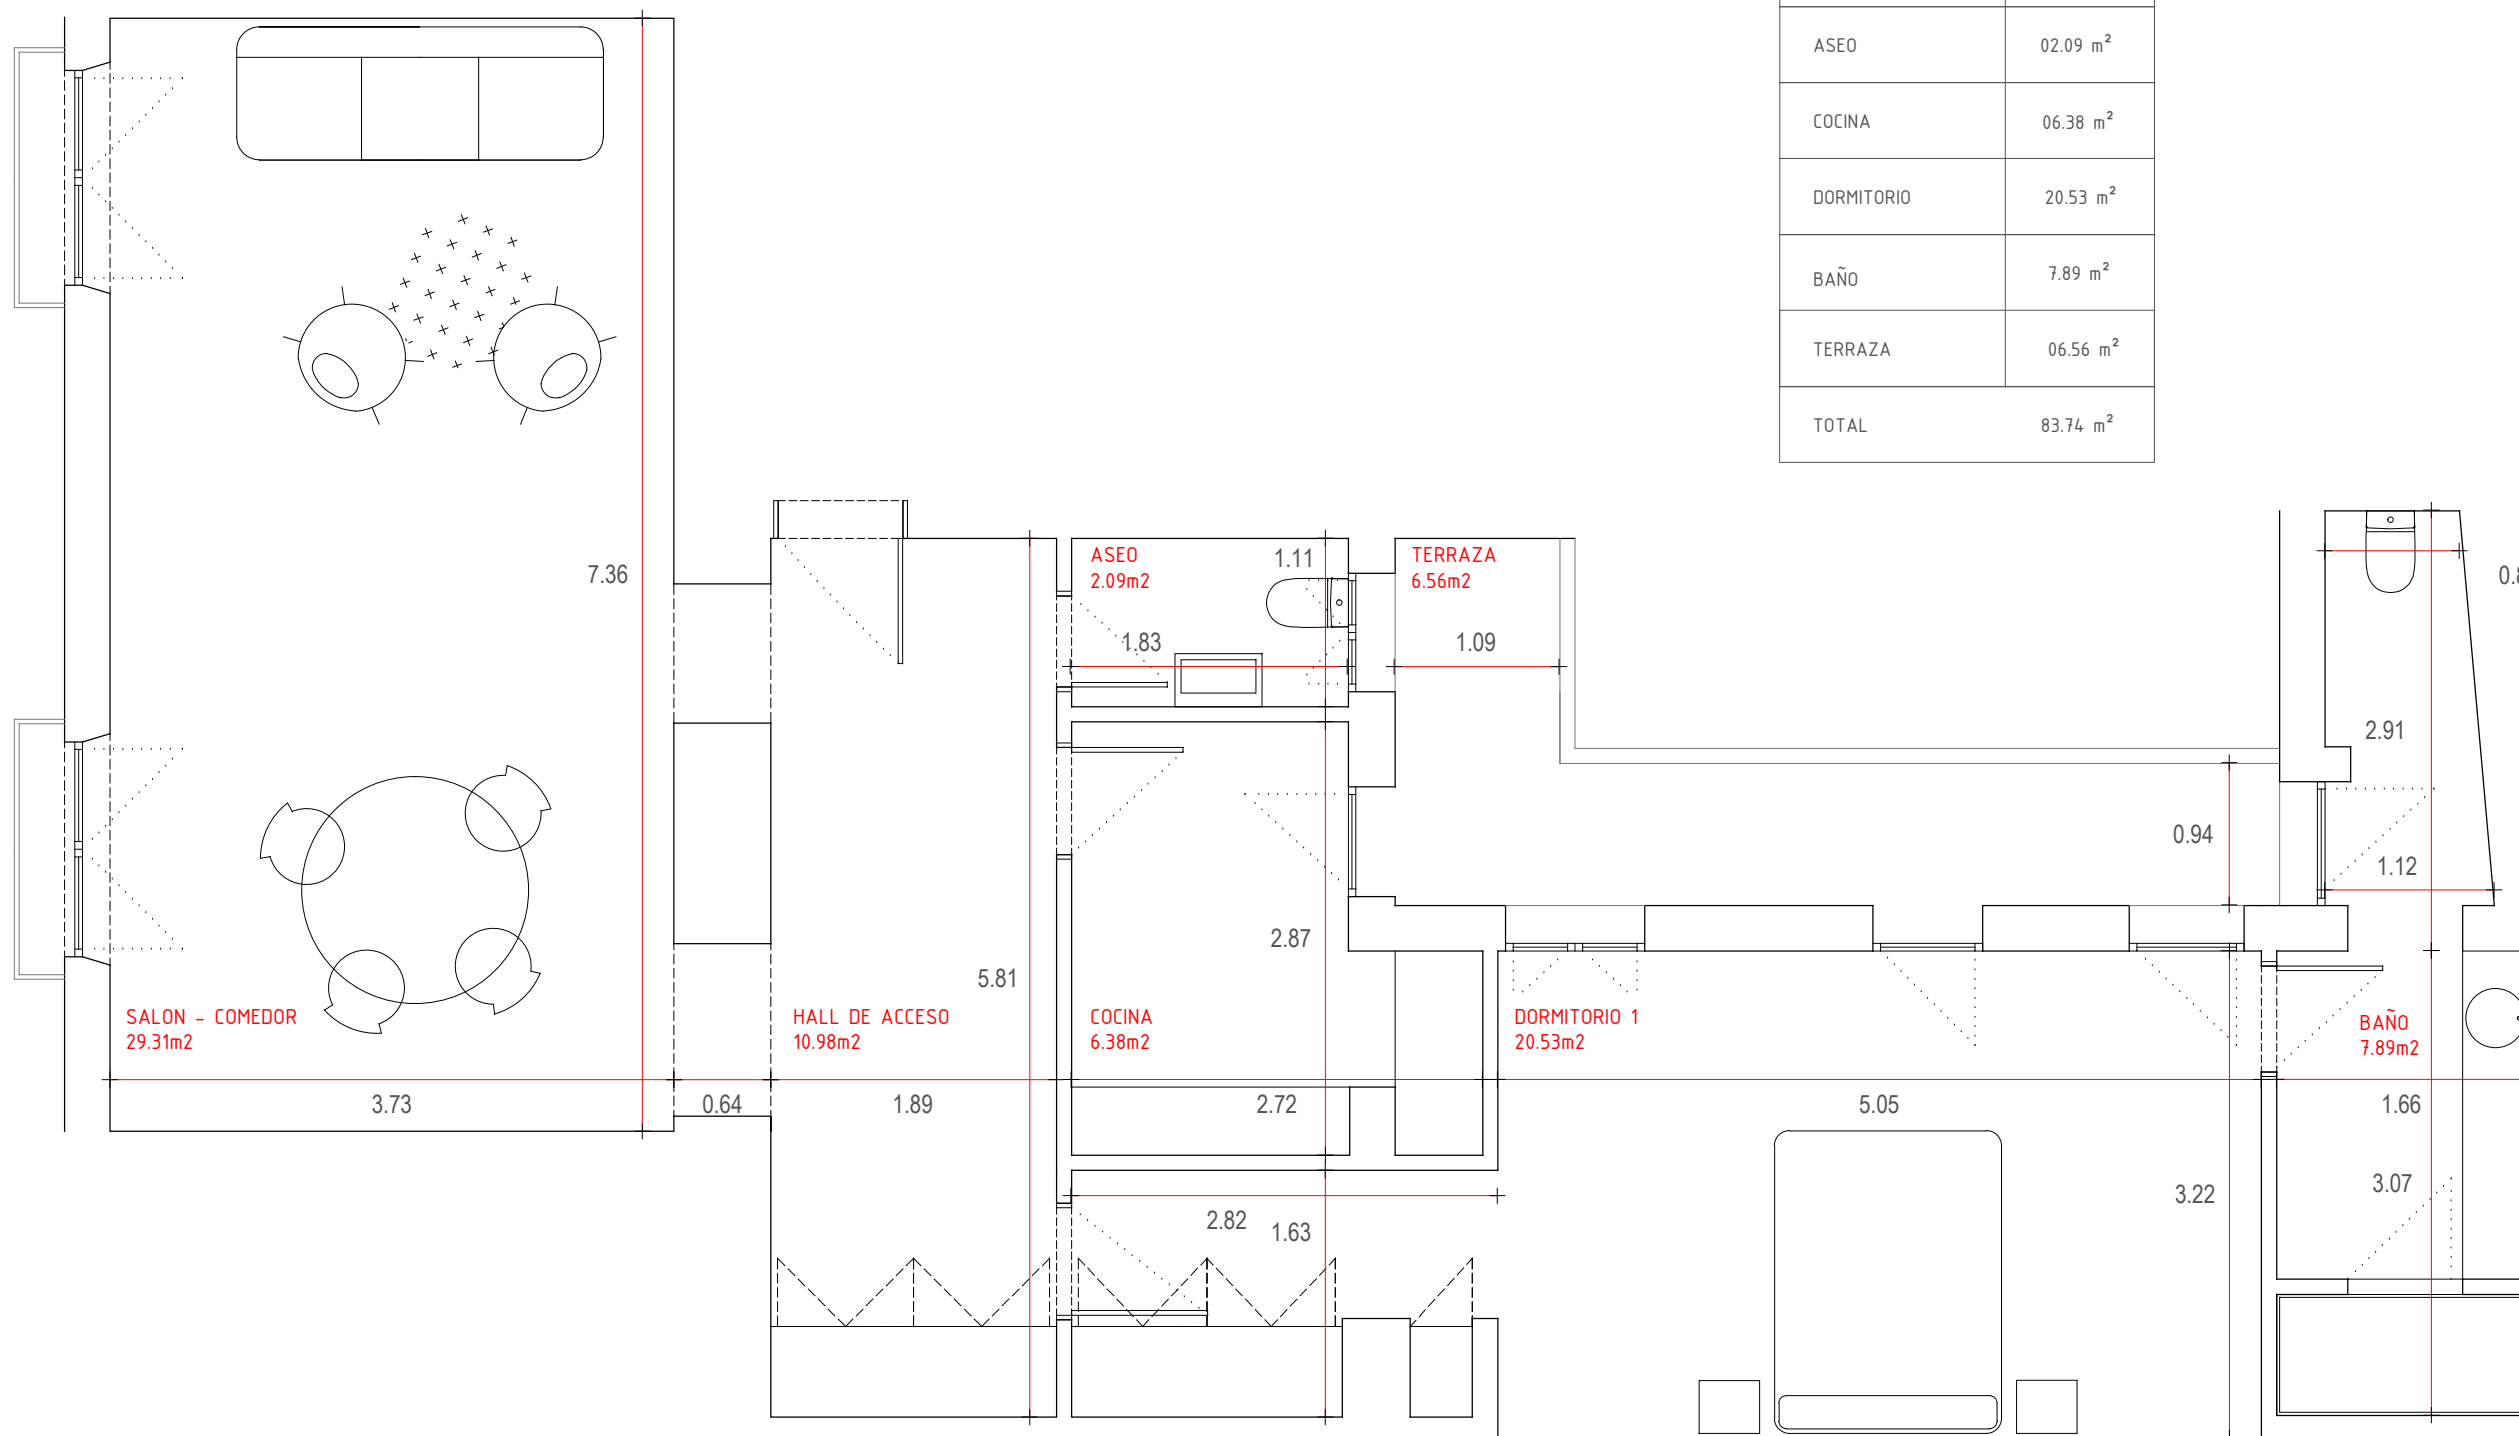 ASEO 02.09 m²
COCINA 06.38 m²
DORMITORIO 20.53 m²
BAÑO 7.89 m²
TERRAZA 06.56 m²
TOTAL 83.74 m²
ASEO
2.09m2
1.11
TERRAZA
6.56m2
7.36
1.83
1.09
2.91
0.94
1.12
2.87
5.81
SALON - COMEDOR
29.31m2
HALL DE ACCESO
10.98m2
COCINA
6.38m2
DORMITORIO 1
20.53m2
BAÑO
7.89m2
3.73
0.64
1.89
2.72
5.05
1.66
3.07
3.22
2.82
1.63